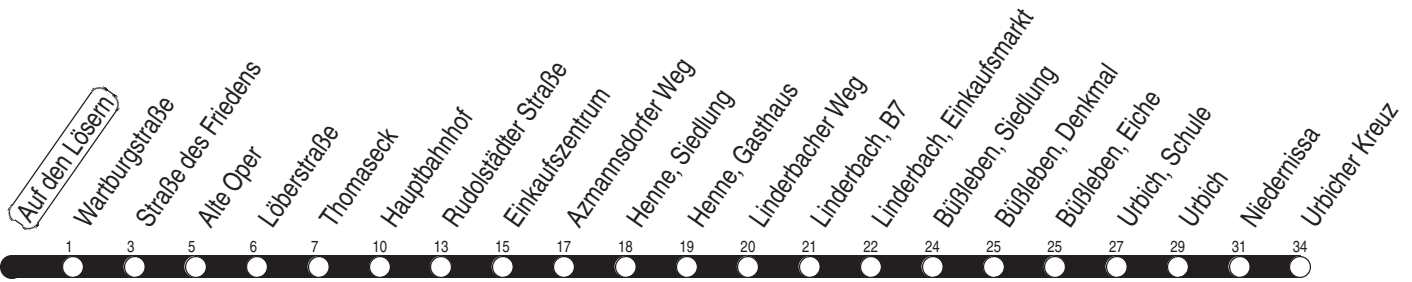 Auf den Lösern
Wartburgstraße
Straße des Friedens
Alte Oper
Löberstraße
Thomaseck
Hauptbahnhof
Rudolstädter Straße
Einkaufszentrum
Azmannsdorfer Weg
Henne, Siedlung
Henne, Gasthaus
Linderbacher Weg
Linderbach, B7
Linderbach, Einkaufsmarkt
Büßleben, Siedlung
Büßleben, Denkmal
Büßleben, Eiche
Urbich, Schule
Urbich
Niedernissa
Urbicher Kreuz
1 3 5 6 7 10 13 15 17 18 19 20 21 22 24 25 25 27 29 31 34